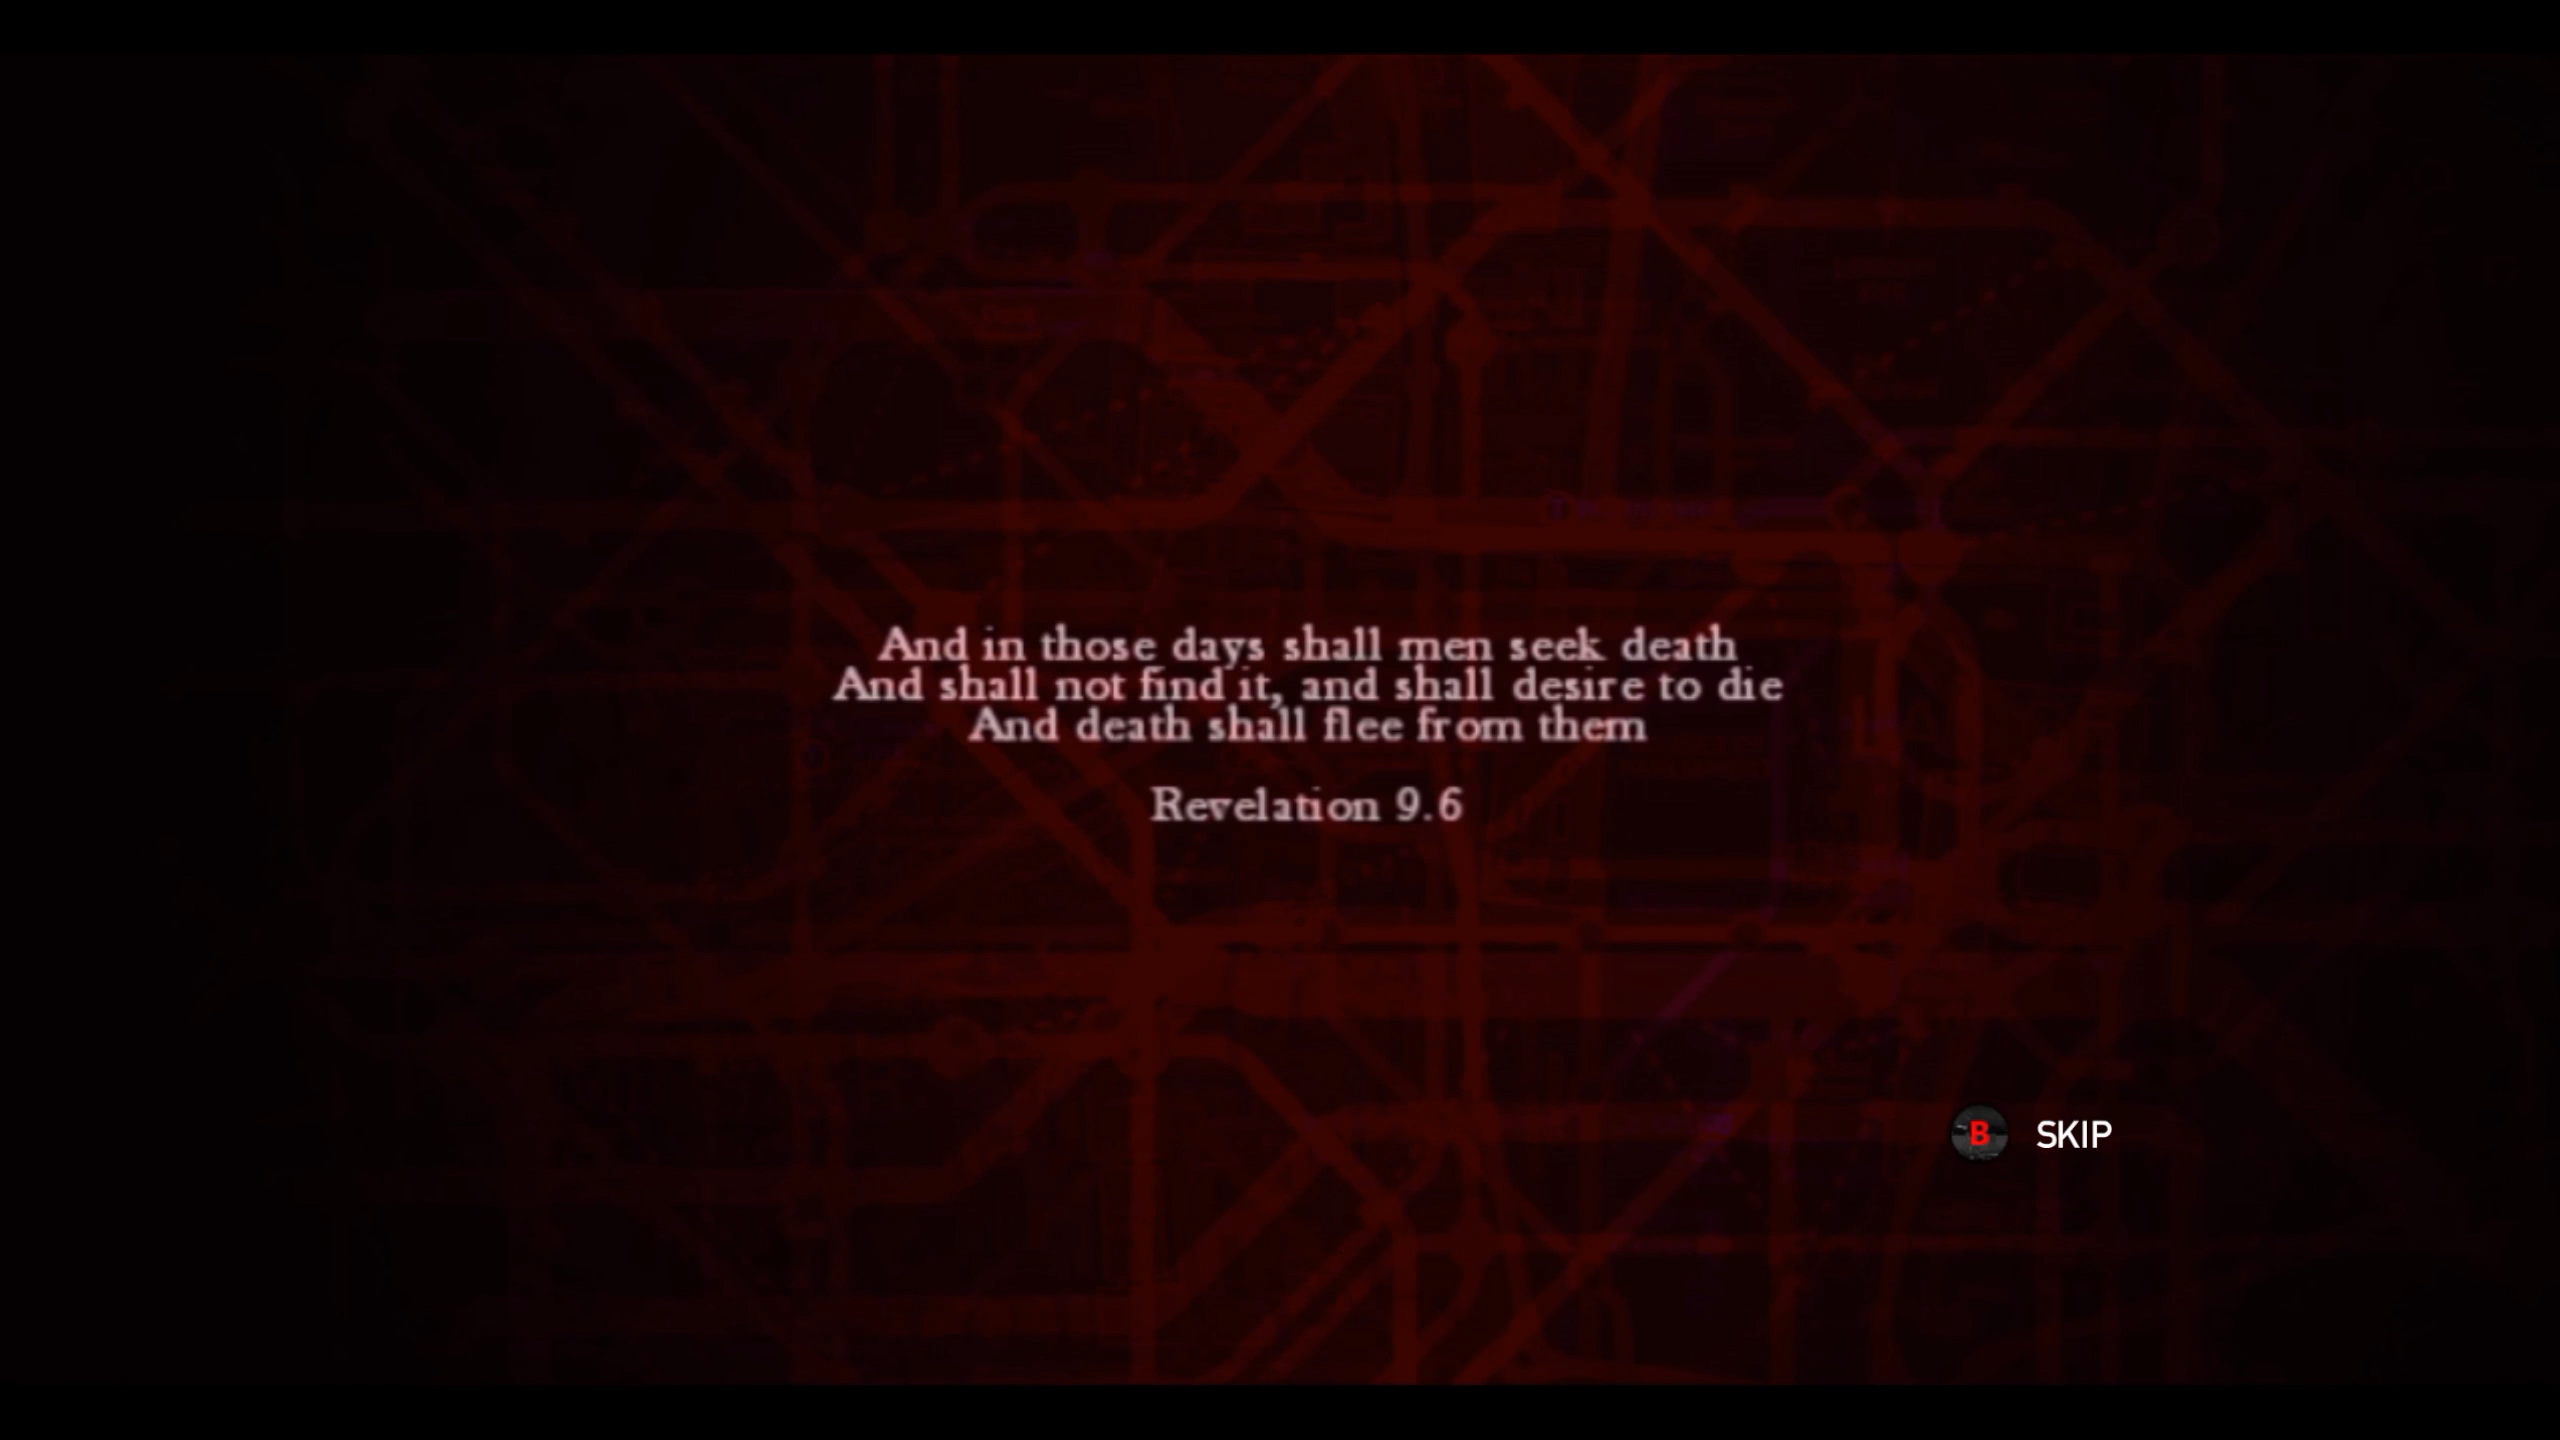 And in those days shall men seek death
And shall not find it, and shall desire to die
And death shall flee from them
Revelation 9.6
B SKIP